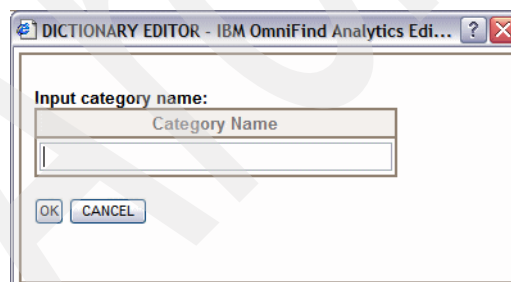 DICTIONARY EDITOR - IBM OmniFind Analytics Edi... ?
Input category name:
Category Name
OK CANCEL